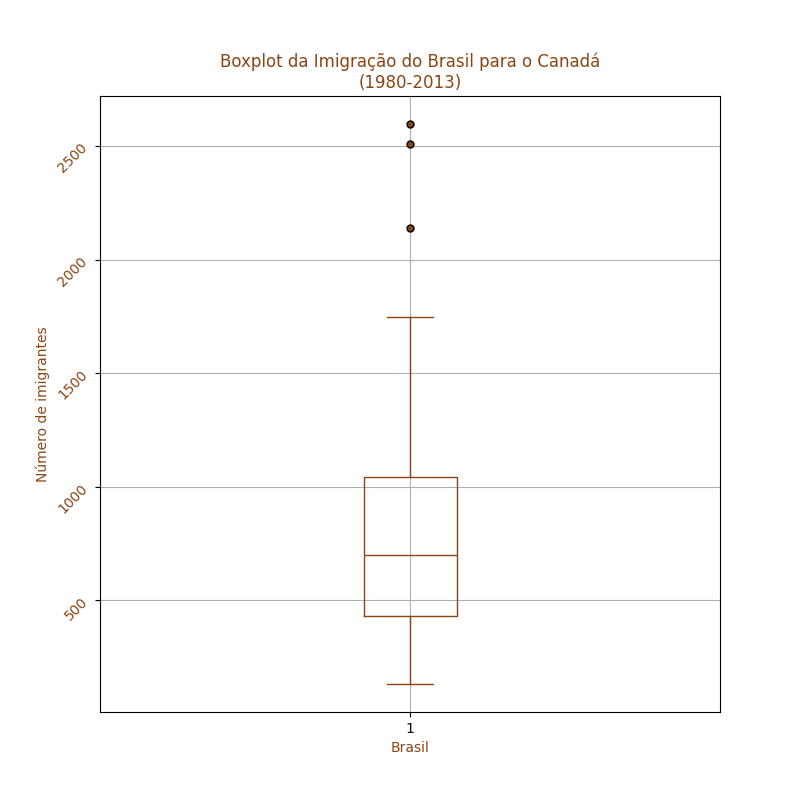 Boxplot da Imigração do Brasil para o Canadá
(1980-2013)
2500
2000
1500
1000
500
Número de imigrantes
1
Brasil